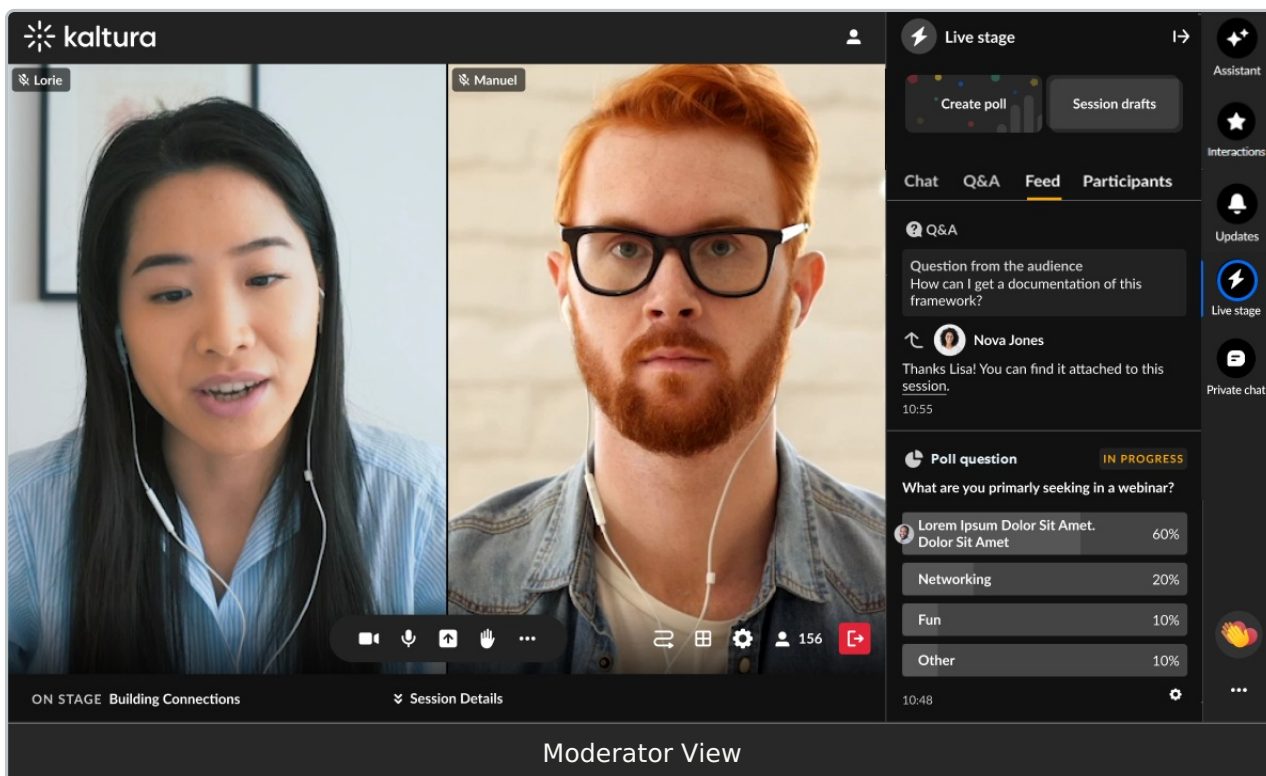 kaltura
Lorie
Manuel
ON STAGE Building Connections
Session Details
156
Live stage
Create poll
Session drafts
Chat Q&A Feed Participants
Q&A
Question from the audience
How can I get a documentation of this
framework?
Nova Jones
Thanks Lisa! You can find it attached to this
session.
10:55
Poll question IN PROGRESS
What are you primarly seeking in a webinar?
Lorem Ipsum Dolor Sit Amet.
Dolor Sit Amet
60%
Networking 20%
Fun 10%
Other 10%
10:48
Assistant
Interactions
Updates
Live stage
Private chat
Moderator View